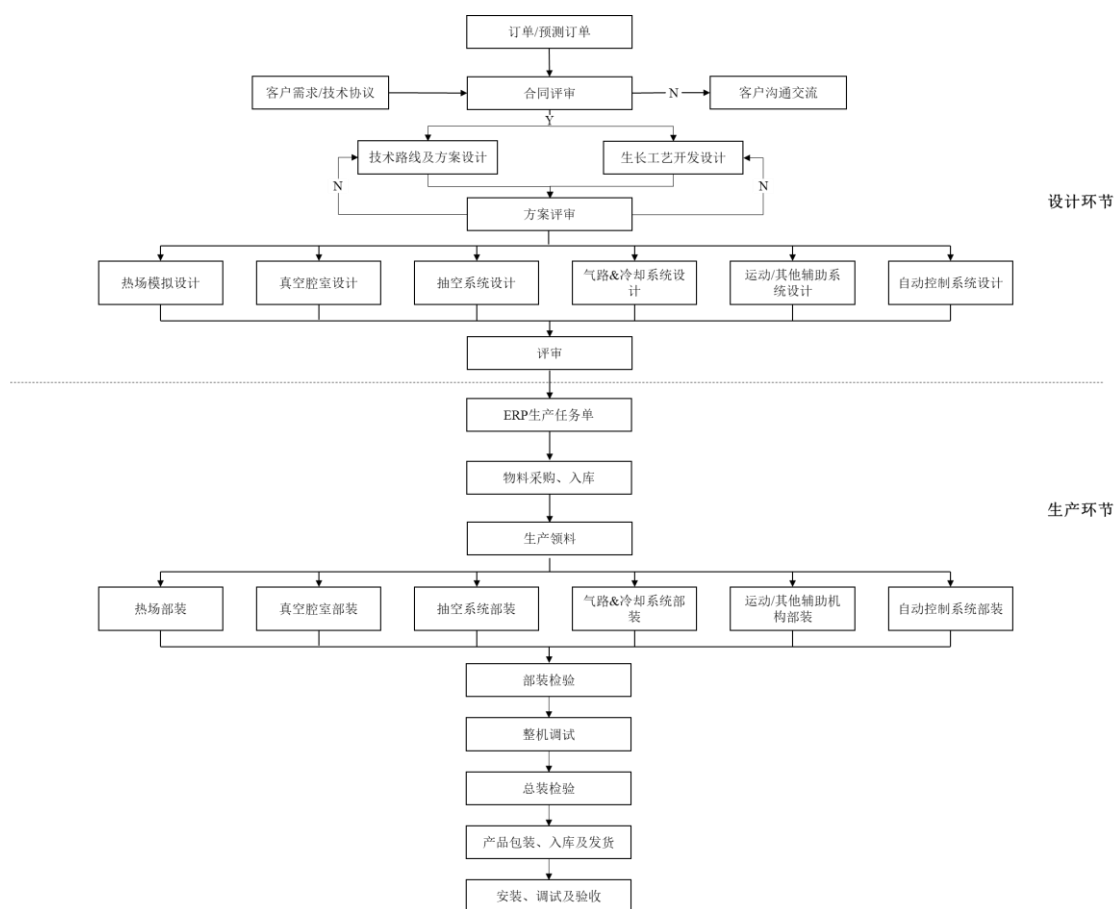 订单/预测订单
客户需求/技术协议
合同评审
N
客户沟通交流
Y
技术路线及方案设计
生长工艺开发设计
N
N
方案评审
设计环节
热场模拟设计
真空腔室设计
抽空系统设计
气路&冷却系统设
计
运动/其他辅助系
统设计
自动控制系统设计
评审
ERP生产任务单
物料采购、入库
生产环节
生产领料
热场部装
真空腔室部装
抽空系统部装
气路&冷却系统部
装
运动/其他辅助机
构部装
自动控制系统部装
部装检验
整机调试
总装检验
产品包装、入库及发货
安装、调试及验收